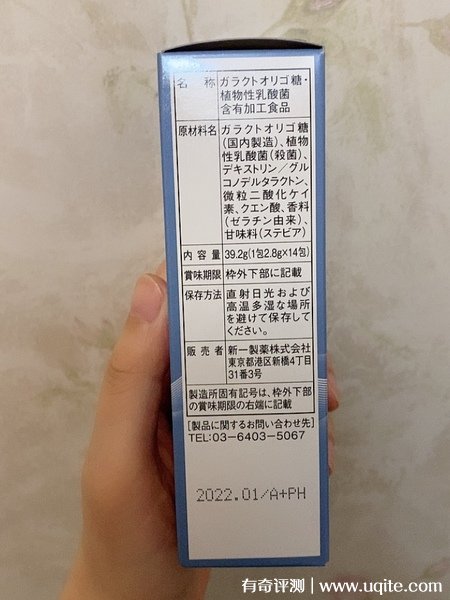 名称 ガラクトオリゴ糖・
植物性乳酸菌
含有加工食品
原材料名 ガラクトオリゴ糖
(国内製造)、植物
性乳酸菌(殺菌)、
デキストリン／グル
コノデルタラクトン、
微粒二酸化ケイ
素、クエン酸、香料
(ゼラチン由来)、
甘味料(ステビア)
内容量 39.2g(1包2.8g×14包)
賞味期限 枠外下部に記載
保存方法 直射日光および
高温多湿な場所
を避けて保存して
ください。
販売者 新一製薬株式会社
東京都港区新橋4丁目
31番3号
製造所固有記号は、枠外下部
の賞味期限の右端に記載
[製品に関するお問い合わせ先]
TEL:03-6403-5067
2022.01/A+PH
有奇评测 | www.uqite.com